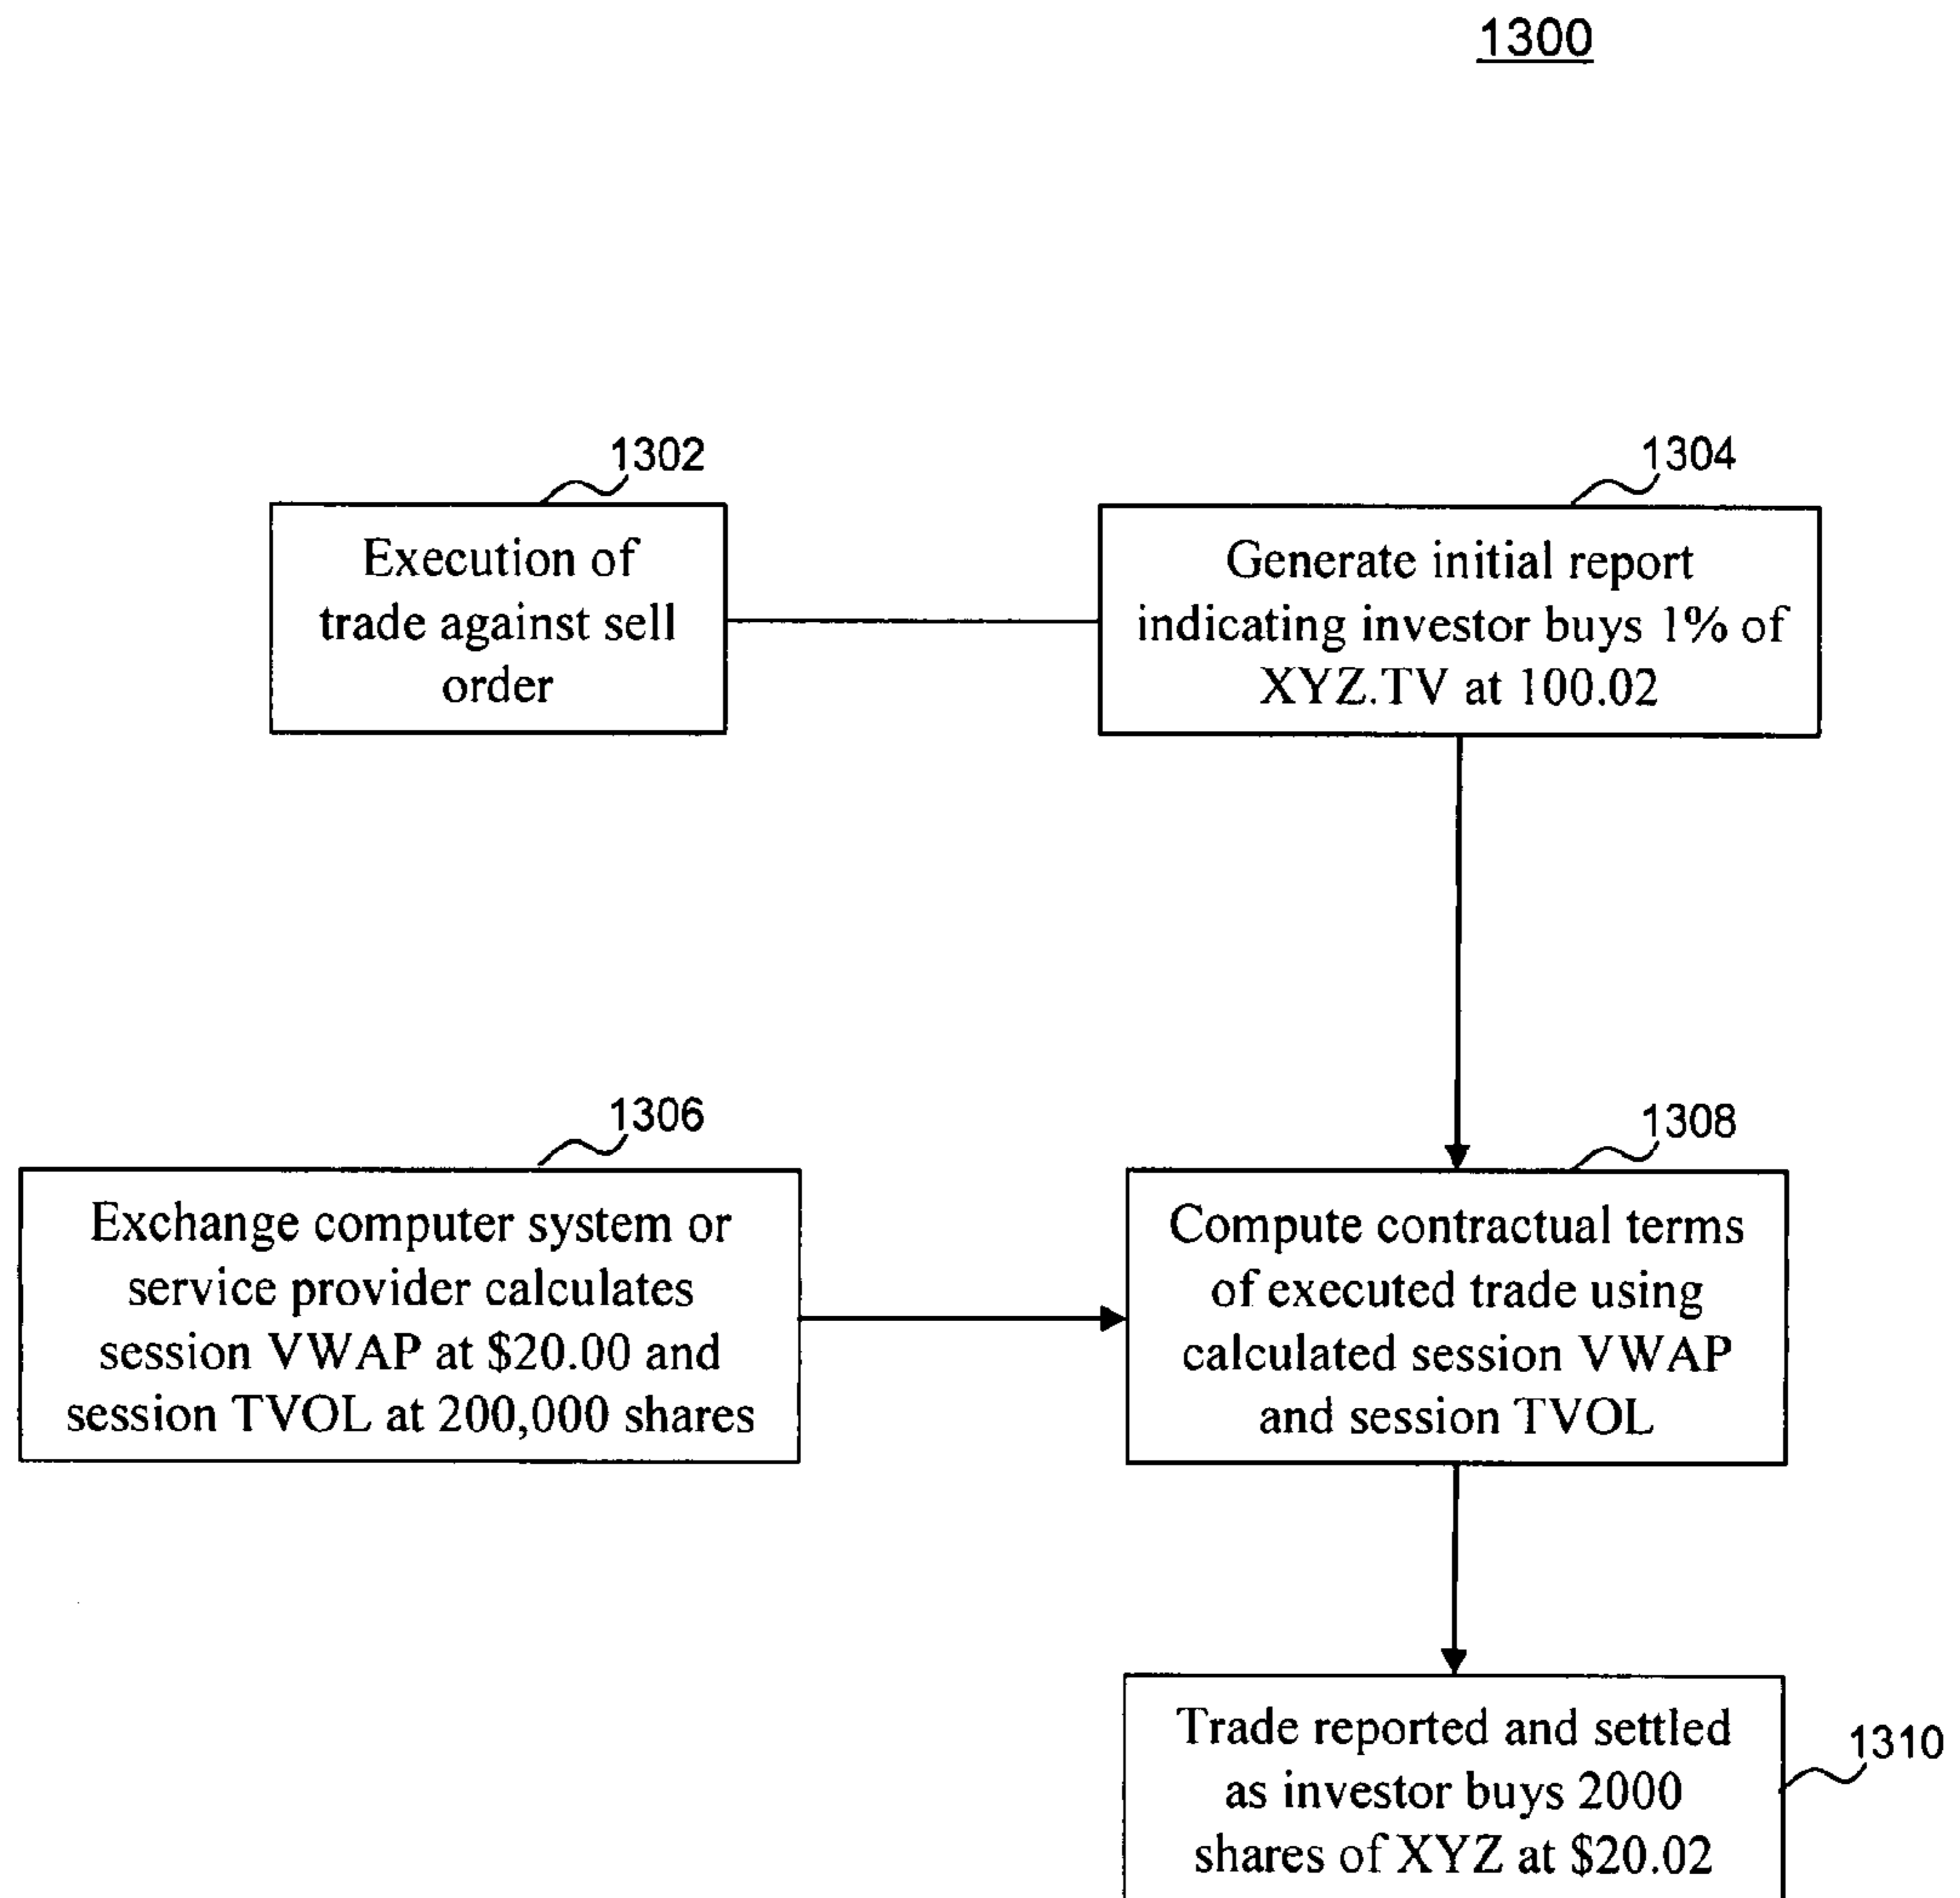 1300
1302
Execution of
trade against sell
order
1304
Generate initial report
indicating investor buys 1% of
XYZ.TV at 100.02
1306
Exchange computer system or
service provider calculates
session VWAP at $20.00 and
session TVOL at 200,000 shares
1308
Compute contractual terms
of executed trade using
calculated session VWAP
and session TVOL
1310
Trade reported and settled
as investor buys 2000
shares of XYZ at $20.02